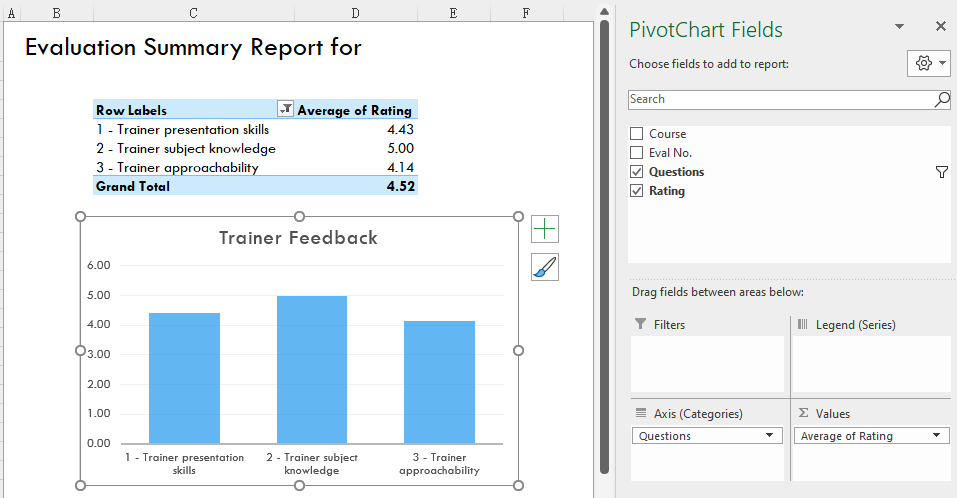 A B C D E F
Evaluation Summary Report for
Row Labels Average of Rating
1 - Trainer presentation skills 4.43
2 - Trainer subject knowledge 5.00
3 - Trainer approachability 4.14
Grand Total 4.52
Trainer Feedback
6.00
5.00
4.00
3.00
2.00
1.00
0.00
1 - Trainer presentation
skills
2 - Trainer subject
knowledge
3 - Trainer
approachability
PivotChart Fields
Choose fields to add to report:
Search
Course
Eval No.
Questions
Rating
Drag fields between areas below:
Filters
Legend (Series)
Axis (Categories)
Questions
Σ Values
Average of Rating